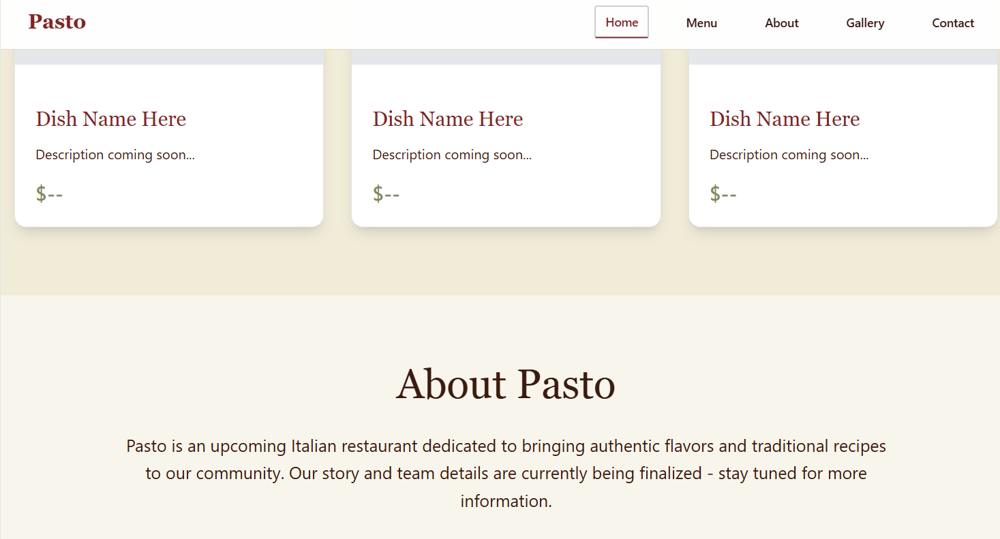 Pasto
Home Menu About Gallery Contact
Dish Name Here
Description coming soon...
$--
Dish Name Here
Description coming soon...
$--
Dish Name Here
Description coming soon...
$--
About Pasto
Pasto is an upcoming Italian restaurant dedicated to bringing authentic flavors and traditional recipes
to our community. Our story and team details are currently being finalized - stay tuned for more
information.